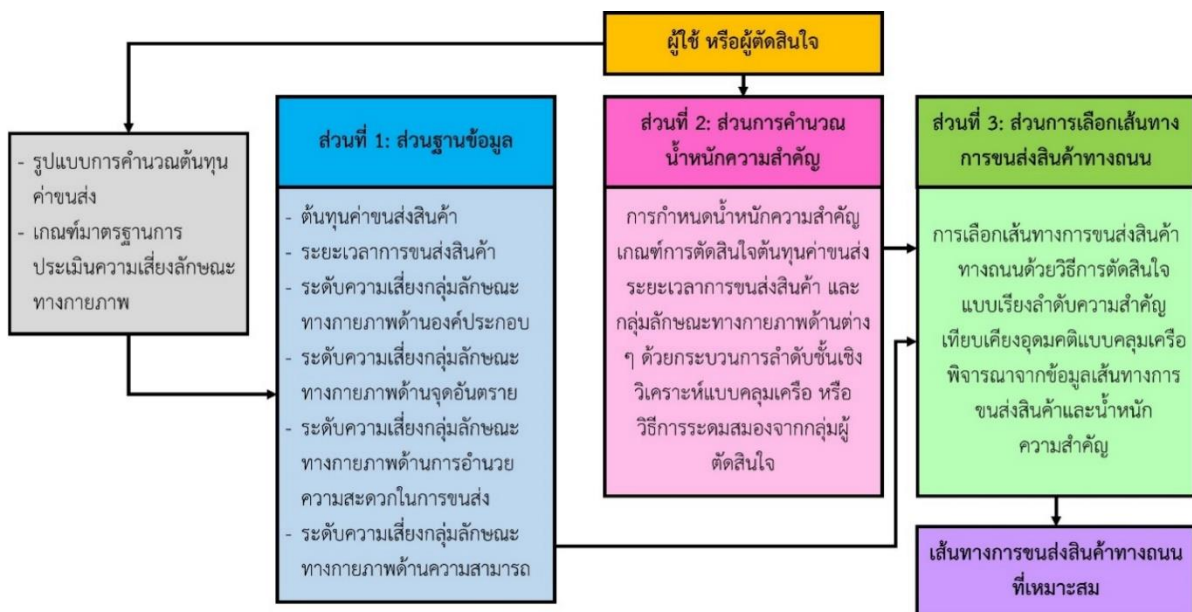 ผู้ใช้ หรือผู้ตัดสินใจ
- รูปแบบการคำนวณต้นทุน
ค่าขนส่ง
- เกณฑ์มาตรฐานการ
ประเมินความเสี่ยงลักษณะ
ทางกายภาพ
ส่วนที่ 1: ส่วนฐานข้อมูล
- ต้นทุนค่าขนส่งสินค้า
- ระยะเวลาการขนส่งสินค้า
- ระดับความเสี่ยงกลุ่มลักษณะ
ทางกายภาพด้านองค์ประกอบ
- ระดับความเสี่ยงกลุ่มลักษณะ
ทางกายภาพด้านจุดอันตราย
- ระดับความเสี่ยงกลุ่มลักษณะ
ทางกายภาพด้านการอำนวย
ความสะดวกในการขนส่ง
- ระดับความเสี่ยงกลุ่มลักษณะ
ทางกายภาพด้านความสามารถ
ส่วนที่ 2: ส่วนการคำนวณ
น้ำหนักความสำคัญ
การกำหนดน้ำหนักความสำคัญ
เกณฑ์การตัดสินใจต้นทุนค่าขนส่ง
ระยะเวลาการขนส่งสินค้า และ
กลุ่มลักษณะทางกายภาพด้านต่าง
ๆ ด้วยกระบวนการลำดับชั้นเชิง
วิเคราะห์แบบคลุมเครือ หรือ
วิธีการระดมสมองจากกลุ่มผู้
ตัดสินใจ
ส่วนที่ 3: ส่วนการเลือกเส้นทาง
การขนส่งสินค้าทางถนน
การเลือกเส้นทางการขนส่งสินค้า
ทางถนนด้วยวิธีการตัดสินใจ
แบบเรียงลำดับความสำคัญ
เทียบเคียงอุดมคติแบบคลุมเครือ
พิจารณาจากข้อมูลเส้นทางการ
ขนส่งสินค้าและน้ำหนัก
ความสำคัญ
เส้นทางการขนส่งสินค้าทางถนน
ที่เหมาะสม